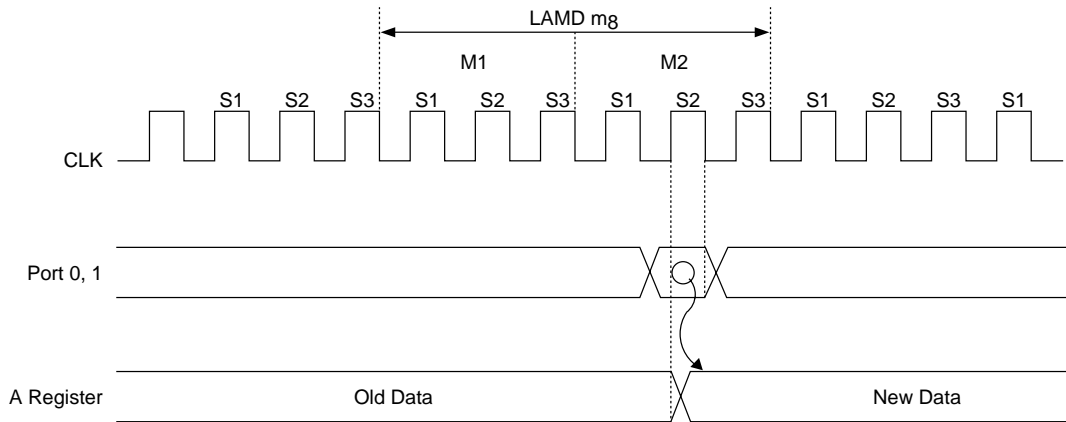 LAMD m8
M1 M2
S1 S2 S3 S1 S2 S3 S1 S2 S3 S1 S2 S3 S1
CLK
Port 0, 1
A Register Old Data New Data